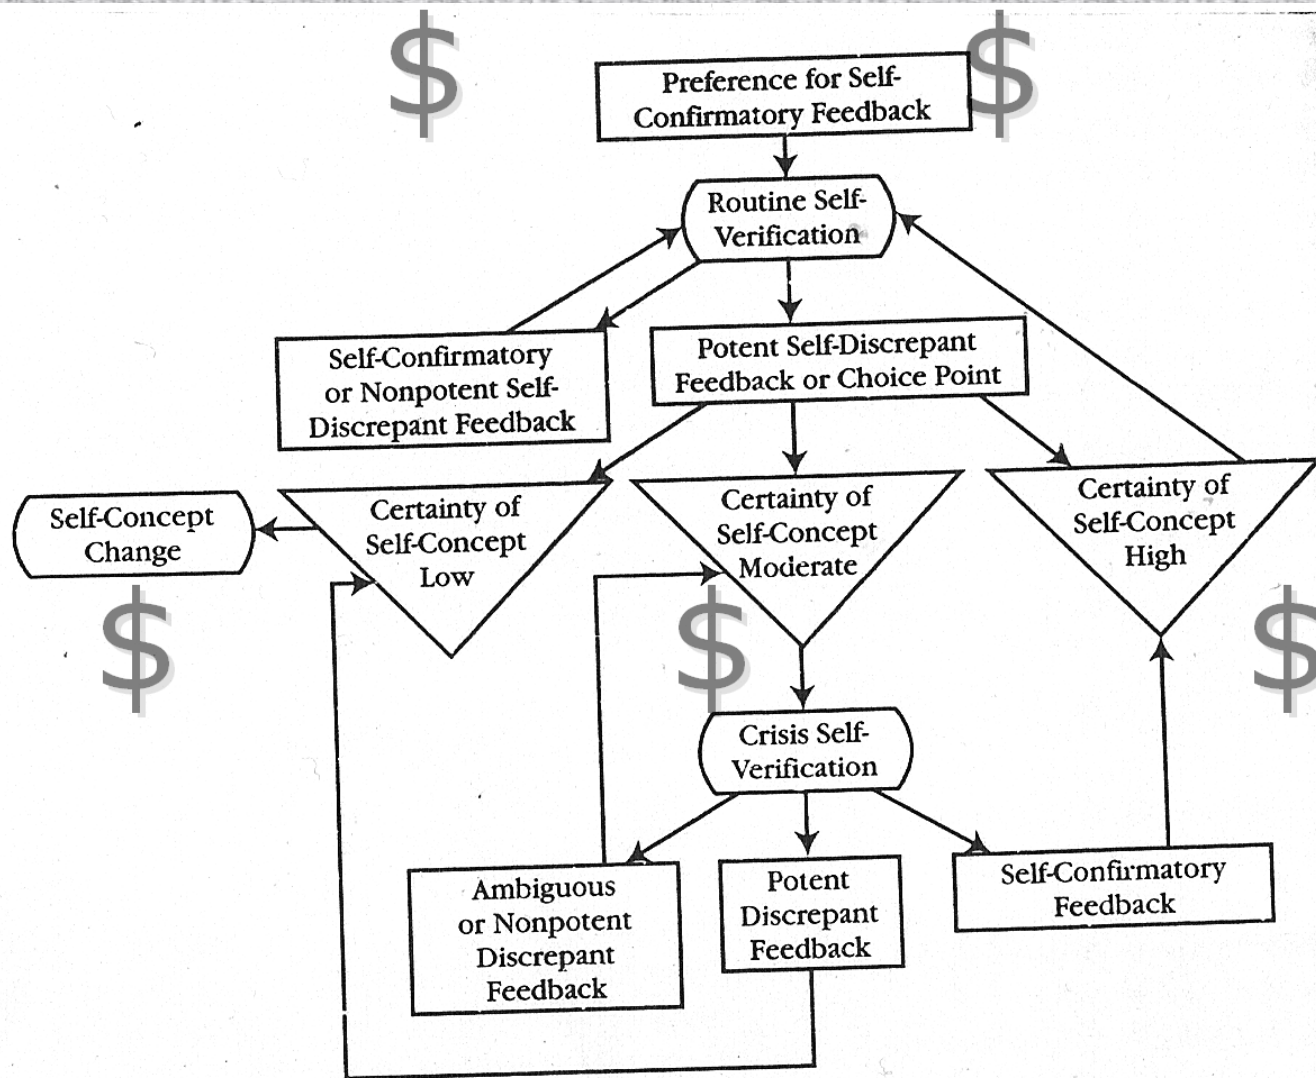 $ $
Preference for Self-
Confirmatory Feedback
Routine Self-
Verification
Self-Confirmatory
or Nonpotent Self-
Discrepant Feedback
Potent Self-Discrepant
Feedback or Choice Point
Self-Concept
Change
Certainty of
Self-Concept
Low
Certainty of
Self-Concept
Moderate
Certainty of
Self-Concept
High
$ $ $
Crisis Self-
Verification
Ambiguous
or Nonpotent
Discrepant
Feedback
Potent
Discrepant
Feedback
Self-Confirmatory
Feedback